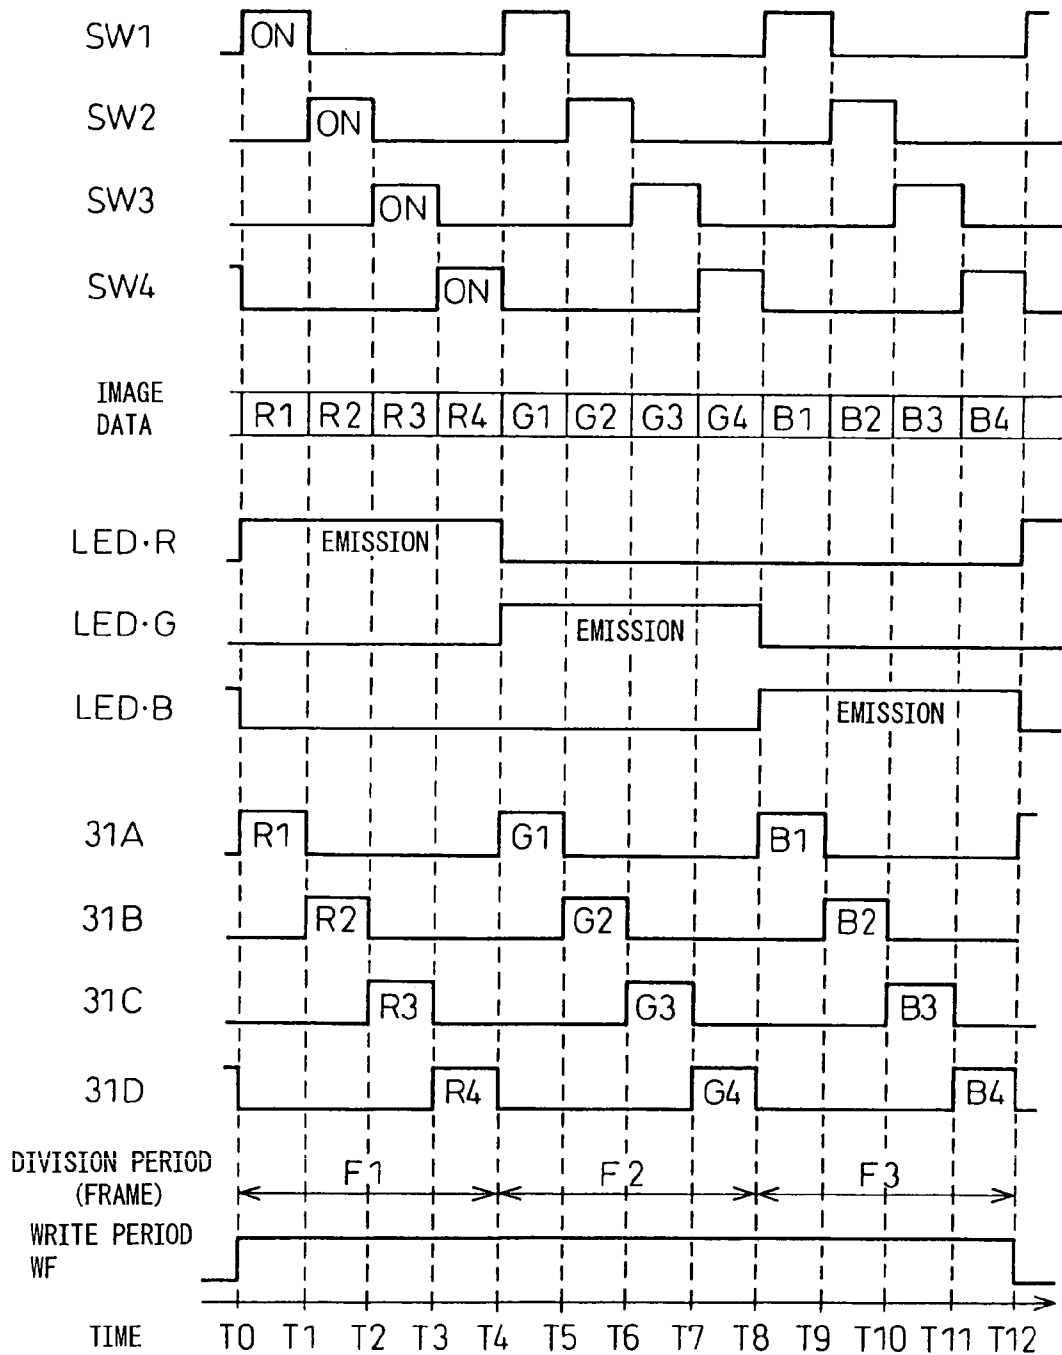 SW1 ON
SW2 ON
SW3 ON
SW4 ON
IMAGE
DATA
R1 R2 R3 R4 G1 G2 G3 G4 B1 B2 B3 B4
LED·R EMISSION
LED·G EMISSION
LED·B EMISSION
31A R1 G1 B1
31B R2 G2 B2
31C R3 G3 B3
31D R4 G4 B4
DIVISION PERIOD
(FRAME)
F1 F2 F3
WRITE PERIOD
WF
TIME T0 T1 T2 T3 T4 T5 T6 T7 T8 T9 T10 T11 T12